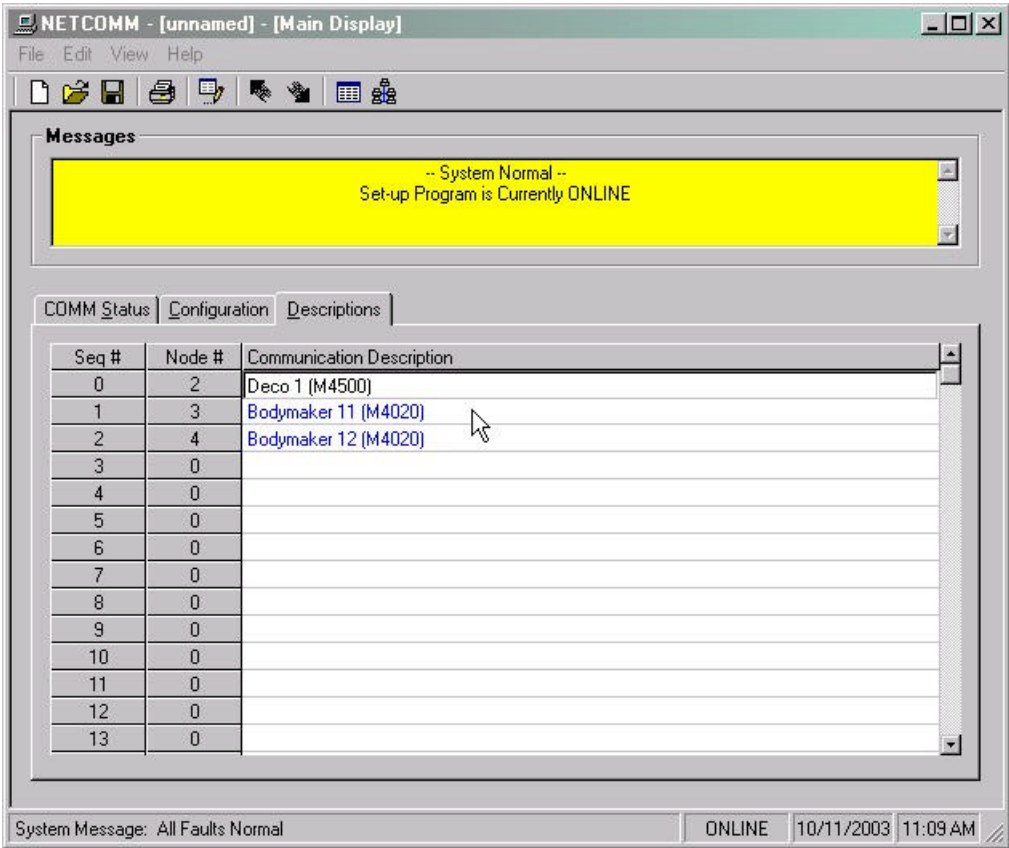 NETCOMM - [unnamed] - [Main Display]
File Edit View Help
Messages
-- System Normal --
Set-up Program is Currently ONLINE
COMM Status Configuration Descriptions
Seq # Node # Communication Description
0 2 Deco 1 (M4500)
1 3 Bodymaker 11 (M4020)
2 4 Bodymaker 12 (M4020)
3 0
4 0
5 0
6 0
7 0
8 0
9 0
10 0
11 0
12 0
13 0
System Message: All Faults Normal ONLINE 10/11/2003 11:09 AM